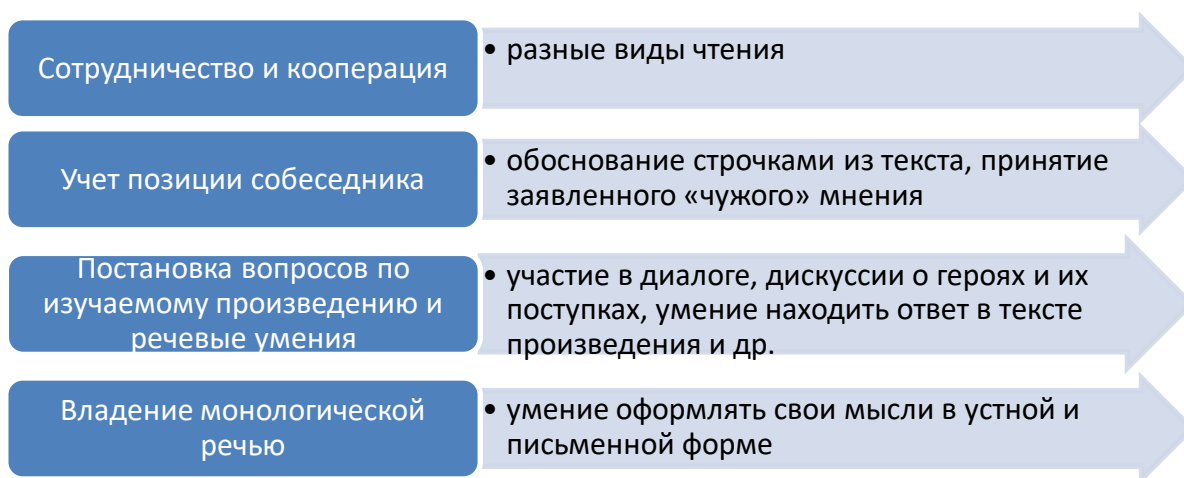 Сотрудничество и кооперация
• разные виды чтения
Учет позиции собеседника
• обоснование строчками из текста, принятие
заявленного «чужого» мнения
Постановка вопросов по
изучаемому произведению и
речевые умения
• участие в диалоге, дискуссии о героях и их
поступках, умение находить ответ в тексте
произведения и др.
Владение монологической
речью
• умение оформлять свои мысли в устной и
письменной форме